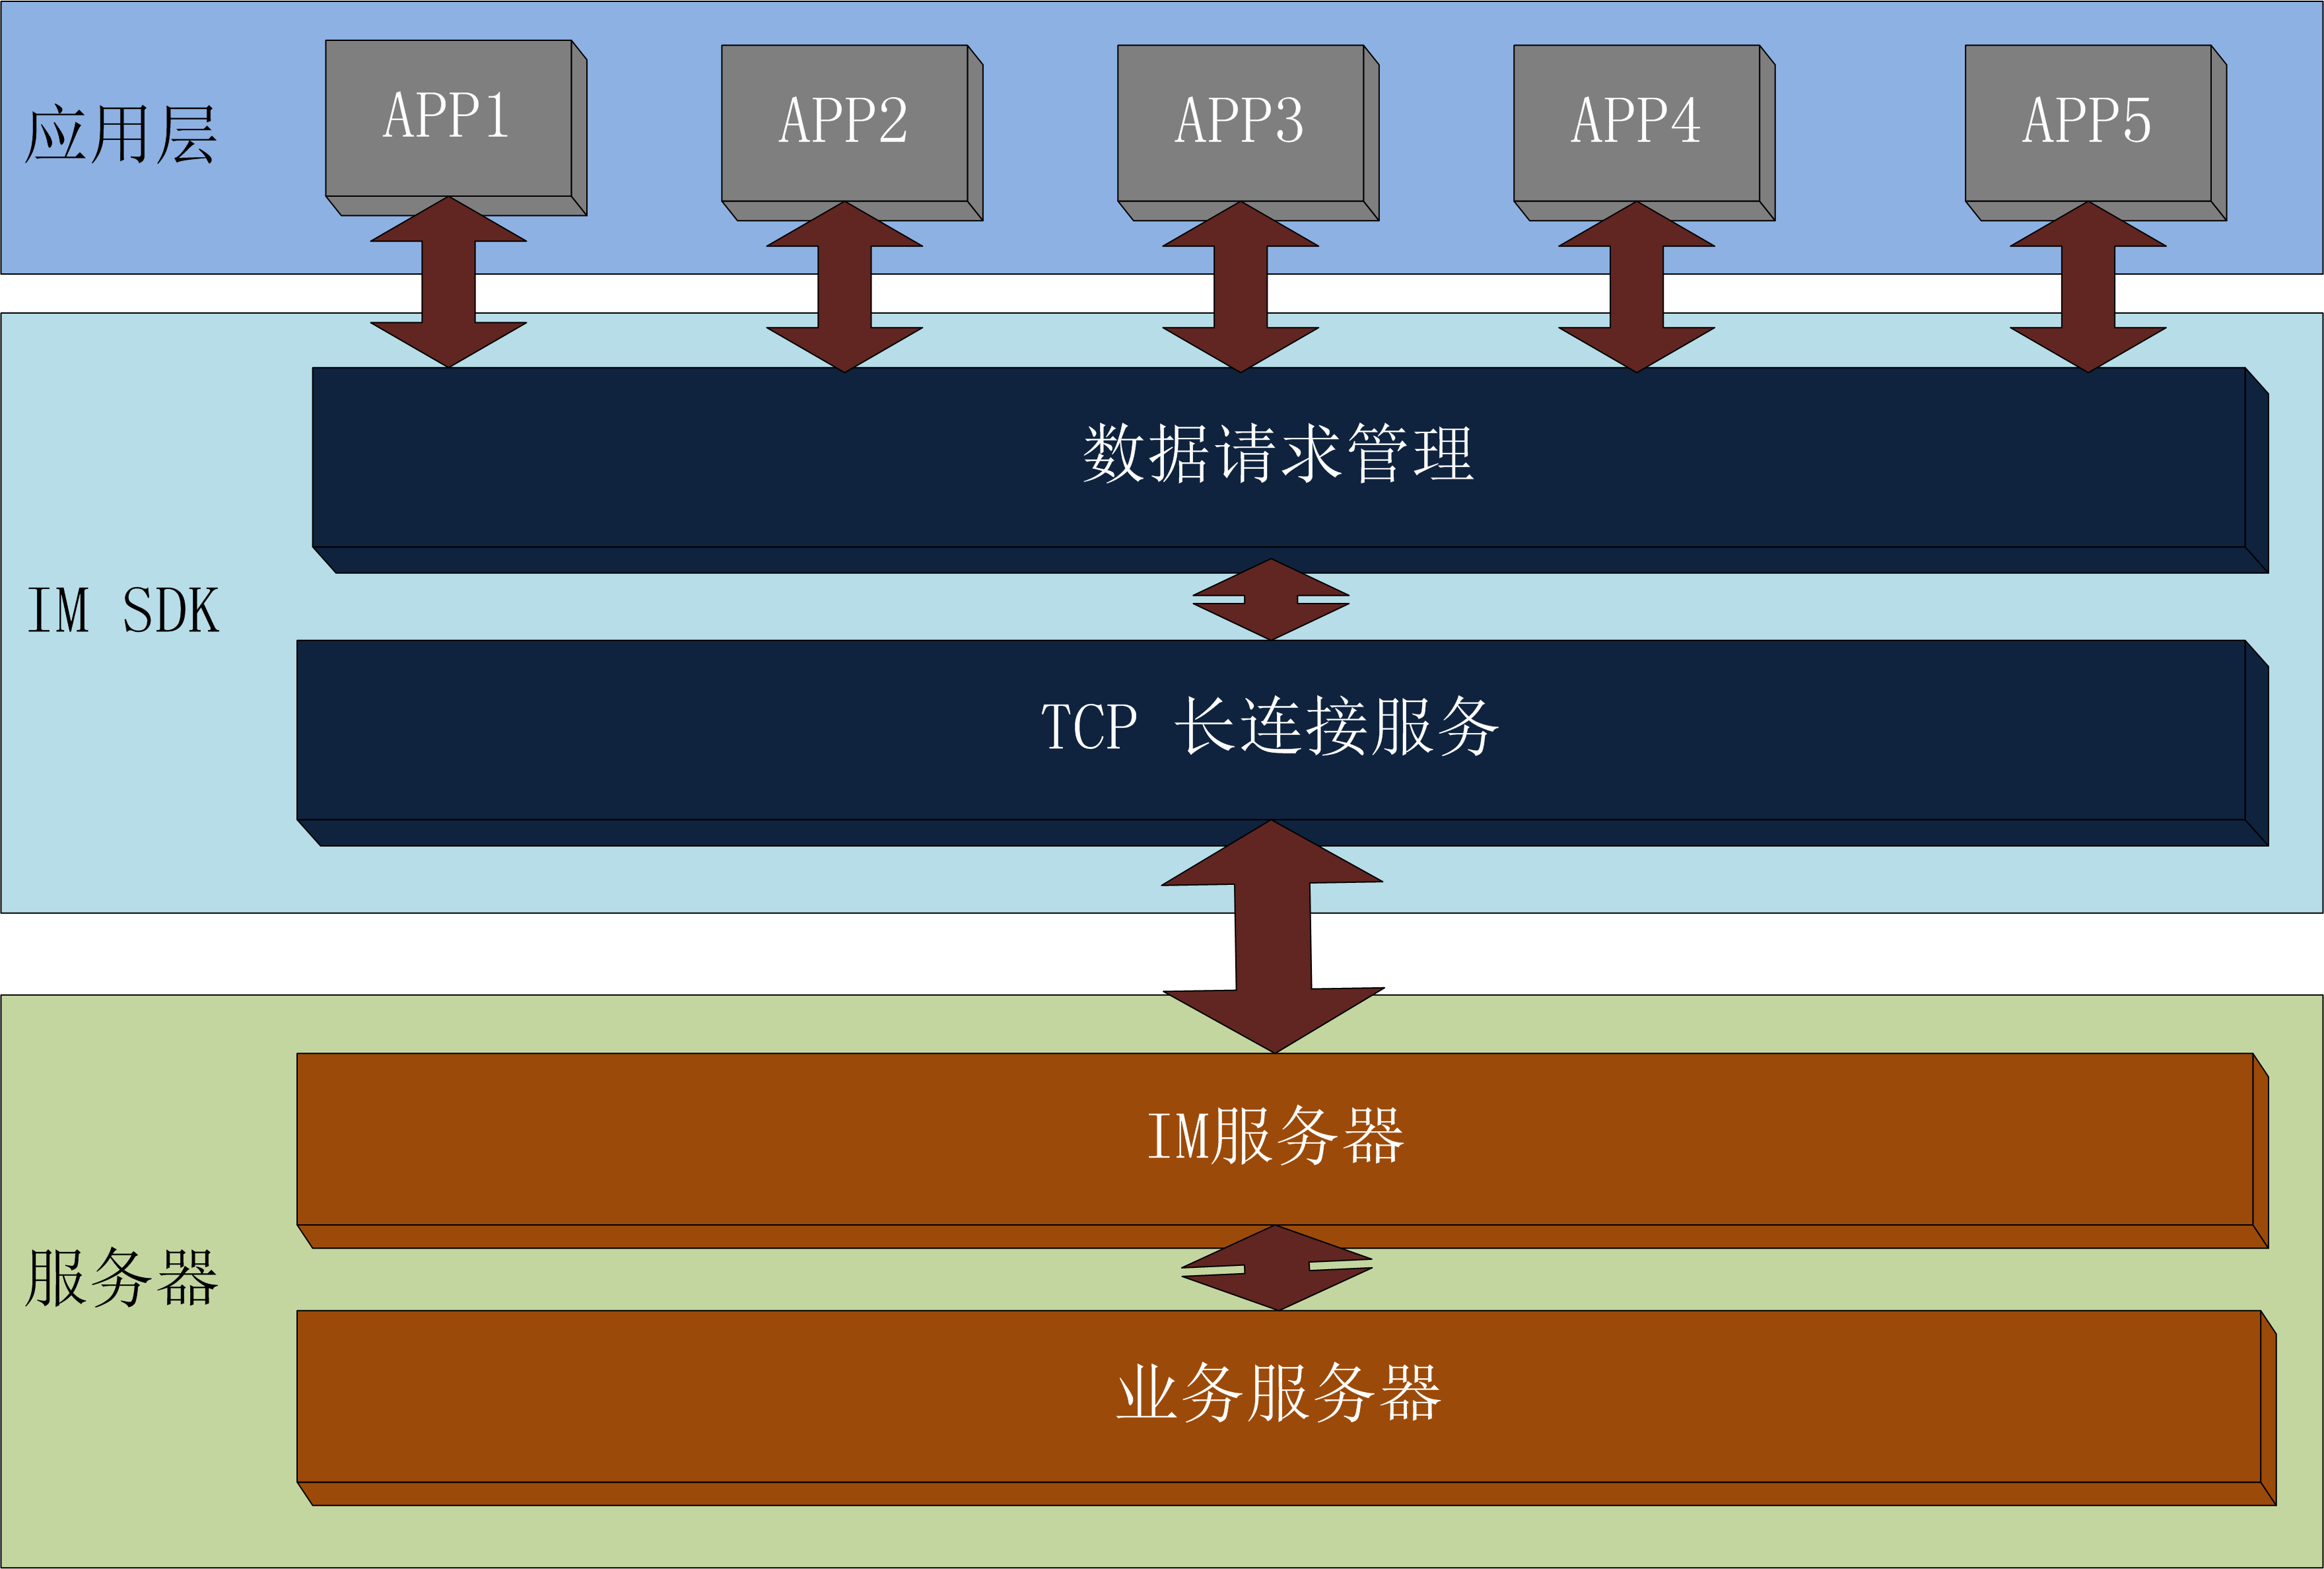 应用层
APP1
APP2
APP3
APP4
APP5
IM SDK
数据请求管理
TCP 长连接服务
服务器
IM服务器
业务服务器